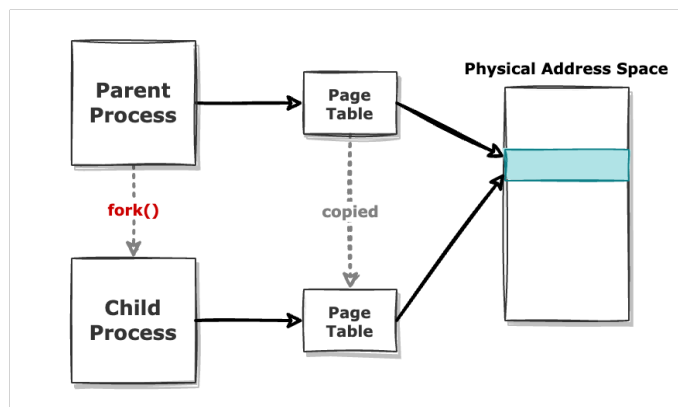 Physical Address Space
Parent
Process
Page
Table
fork()
copied
Child
Process
Page
Table